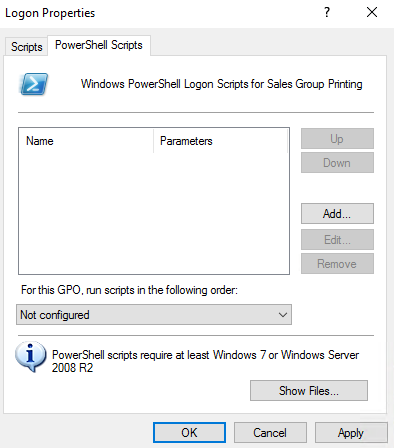 Logon Properties
Scripts
PowerShell Scripts
Windows PowerShell Logon Scripts for Sales Group Printing
Name
Parameters
Up
Down
Add...
Edit...
Remove
For this GPO, run scripts in the following order:
Not configured
PowerShell scripts require at least Windows 7 or Windows Server
2008 R2
Show Files...
OK
Cancel
Apply